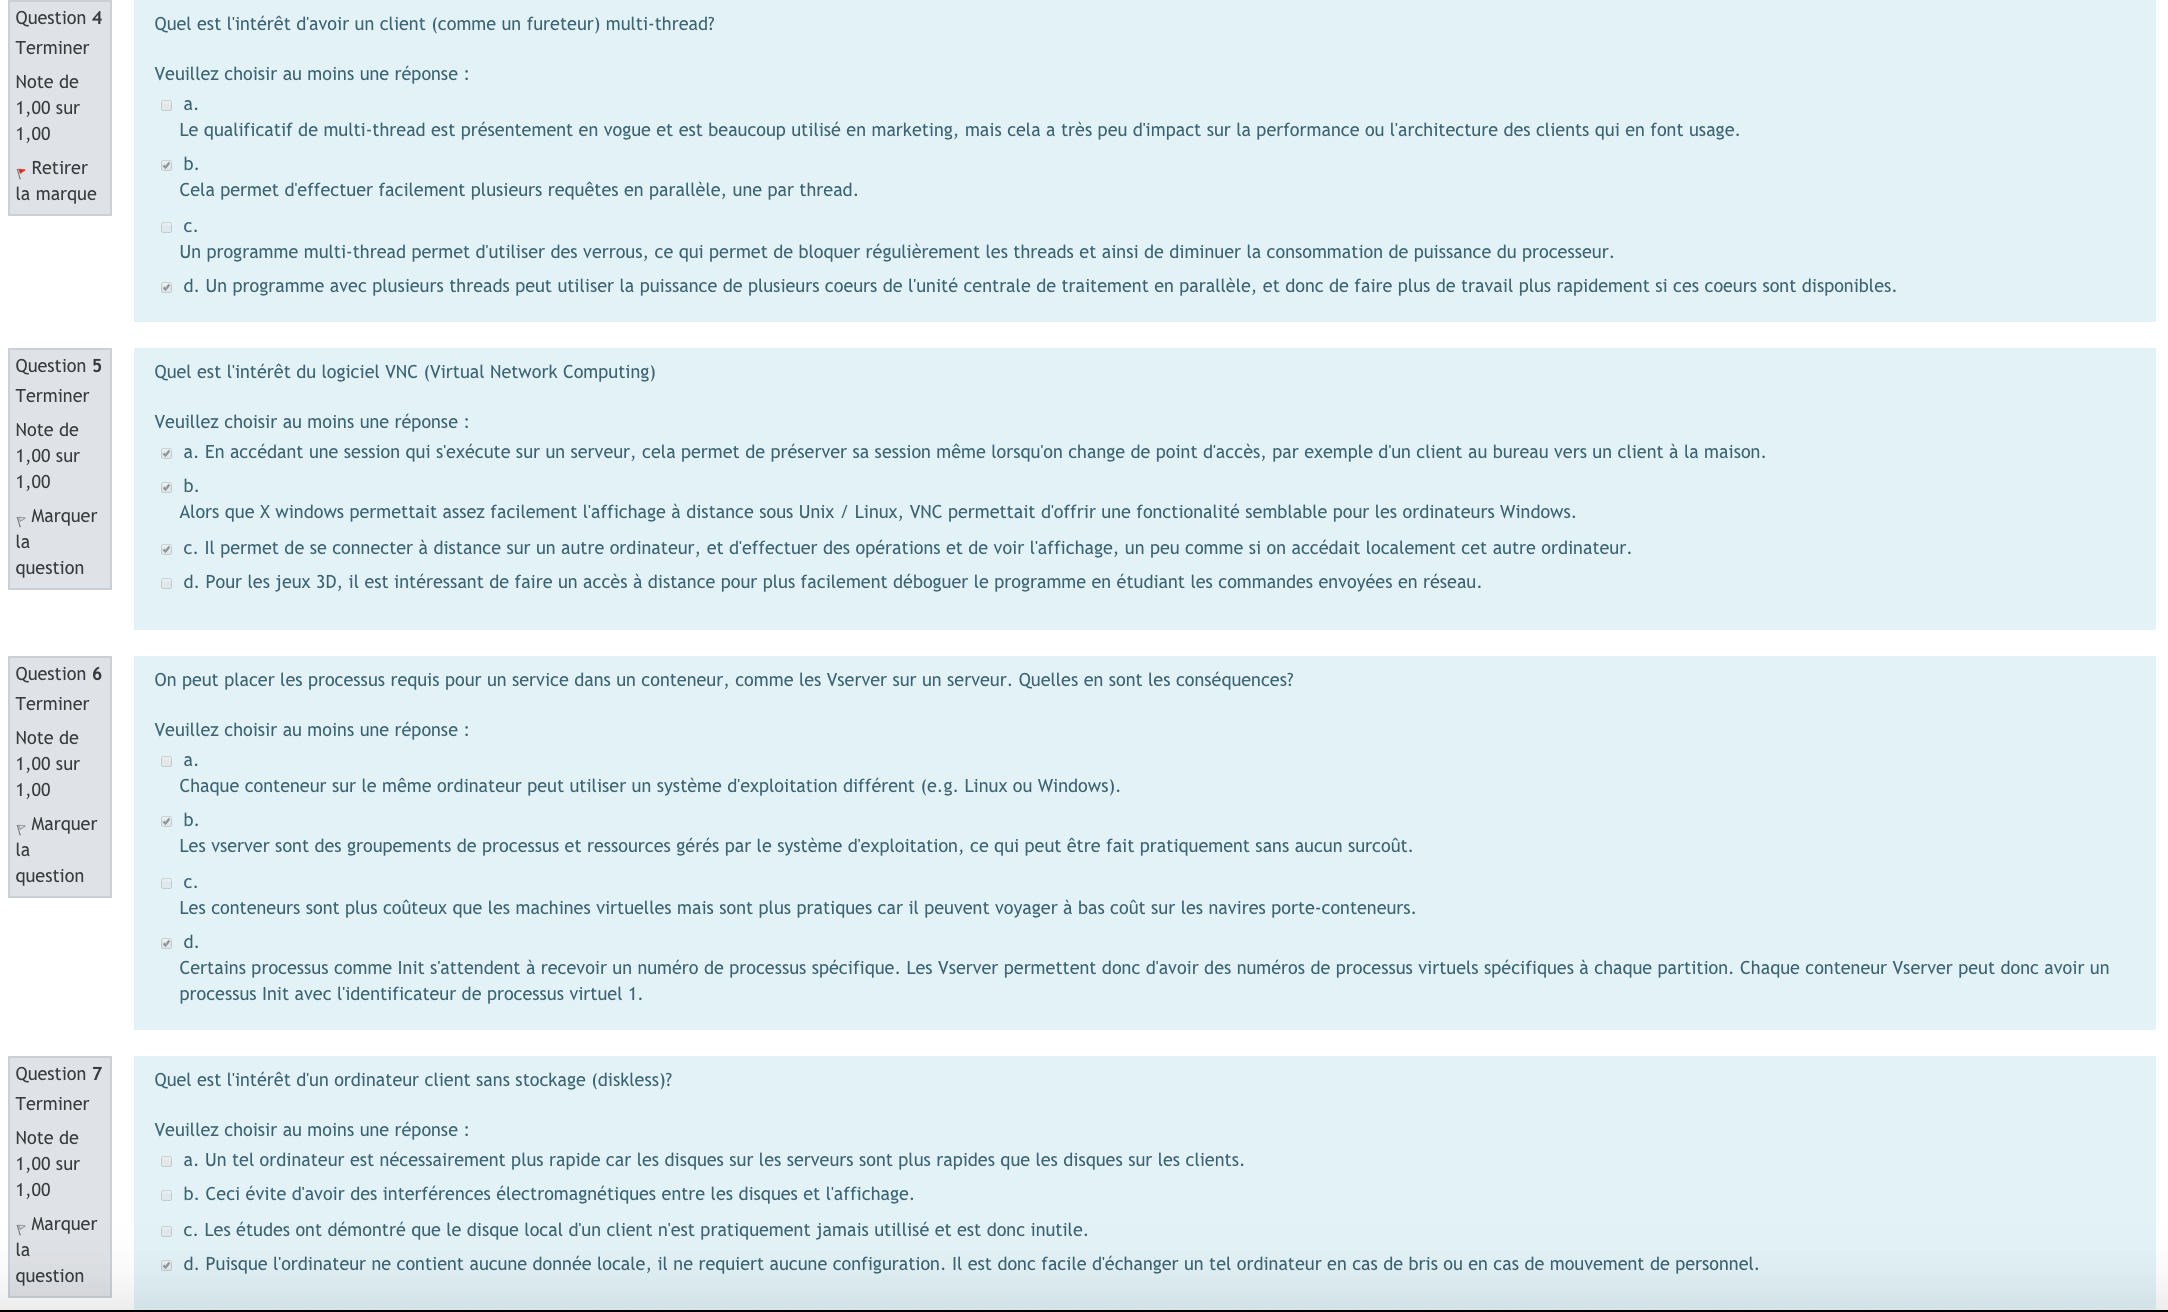 Question 4
Terminer
Note de
1,00 sur
1,00
Retirer
la marque
Quel est l'intérêt d'avoir un client (comme un fureteur) multi-thread?
Veuillez choisir au moins une réponse :
a.
Le qualificatif de multi-thread est présentement en vogue et est beaucoup utilisé en marketing, mais cela a très peu d'impact sur la performance ou l'architecture des clients qui en font usage.
b.
Cela permet d'effectuer facilement plusieurs requêtes en parallèle, une par thread.
c.
Un programme multi-thread permet d'utiliser des verrous, ce qui permet de bloquer régulièrement les threads et ainsi de diminuer la consommation de puissance du processeur.
d. Un programme avec plusieurs threads peut utiliser la puissance de plusieurs coeurs de l'unité centrale de traitement en parallèle, et donc de faire plus de travail plus rapidement si ces coeurs sont disponibles.
Question 5
Terminer
Note de
1,00 sur
1,00
Marquer
la
question
Quel est l'intérêt du logiciel VNC (Virtual Network Computing)
Veuillez choisir au moins une réponse :
a. En accédant une session qui s'exécute sur un serveur, cela permet de préserver sa session même lorsqu'on change de point d'accès, par exemple d'un client au bureau vers un client à la maison.
b.
Alors que X windows permettait assez facilement l'affichage à distance sous Unix / Linux, VNC permettait d'offrir une fonctionalité semblable pour les ordinateurs Windows.
c. Il permet de se connecter à distance sur un autre ordinateur, et d'effectuer des opérations et de voir l'affichage, un peu comme si on accédait localement cet autre ordinateur.
d. Pour les jeux 3D, il est intéressant de faire un accès à distance pour plus facilement déboguer le programme en étudiant les commandes envoyées en réseau.
Question 6
Terminer
Note de
1,00 sur
1,00
Marquer
la
question
On peut placer les processus requis pour un service dans un conteneur, comme les Vserver sur un serveur. Quelles en sont les conséquences?
Veuillez choisir au moins une réponse :
a.
Chaque conteneur sur le même ordinateur peut utiliser un système d'exploitation différent (e.g. Linux ou Windows).
b.
Les vserver sont des groupements de processus et ressources gérés par le système d'exploitation, ce qui peut être fait pratiquement sans aucun surcoût.
c.
Les conteneurs sont plus coûteux que les machines virtuelles mais sont plus pratiques car il peuvent voyager à bas coût sur les navires porte-conteneurs.
d.
Certains processus comme Init s'attendent à recevoir un numéro de processus spécifique. Les Vserver permettent donc d'avoir des numéros de processus virtuels spécifiques à chaque partition. Chaque conteneur Vserver peut donc avoir un
processus Init avec l'identificateur de processus virtuel 1.
Question 7
Terminer
Note de
1,00 sur
1,00
Marquer
la
question
Quel est l'intérêt d'un ordinateur client sans stockage (diskless)?
Veuillez choisir au moins une réponse :
a. Un tel ordinateur est nécessairement plus rapide car les disques sur les serveurs sont plus rapides que les disques sur les clients.
b. Ceci évite d'avoir des interférences électromagnétiques entre les disques et l'affichage.
c. Les études ont démontré que le disque local d'un client n'est pratiquement jamais utillisé et est donc inutile.
d. Puisque l'ordinateur ne contient aucune donnée locale, il ne requiert aucune configuration. Il est donc facile d'échanger un tel ordinateur en cas de bris ou en cas de mouvement de personnel.